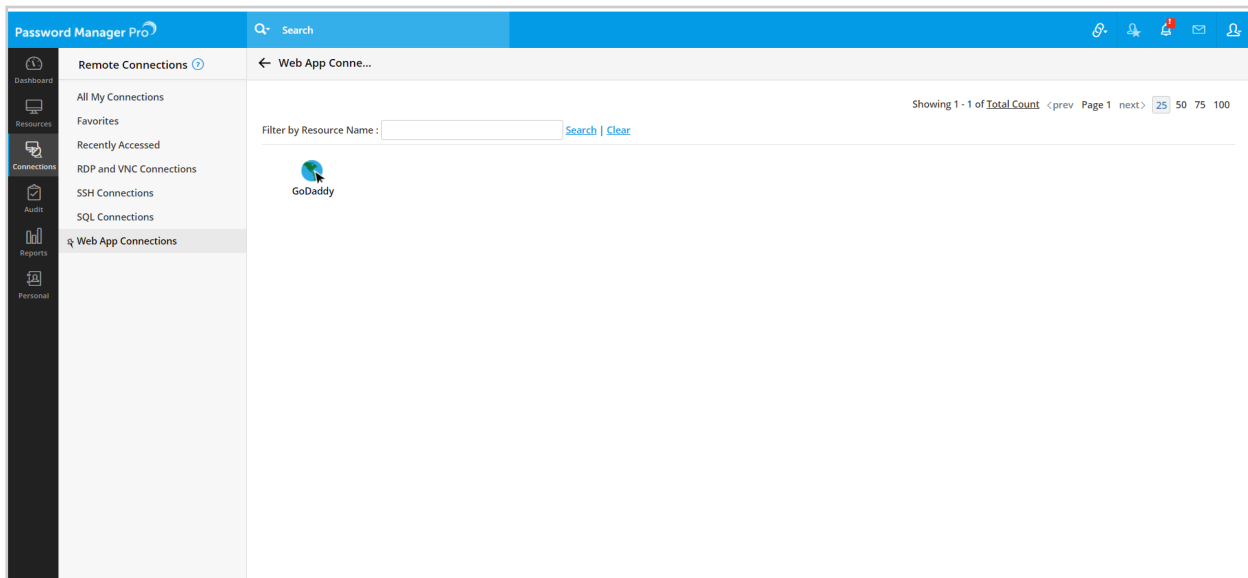 Password Manager Pro
Search
Dashboard
Resources
Connections
Audit
Reports
Personal
Remote Connections ?
All My Connections
Favorites
Recently Accessed
RDP and VNC Connections
SSH Connections
SQL Connections
Web App Connections
Web App Conne...
Showing 1 - 1 of Total Count <prev Page 1 next> 25 50 75 100
Filter by Resource Name : Search | Clear
GoDaddy